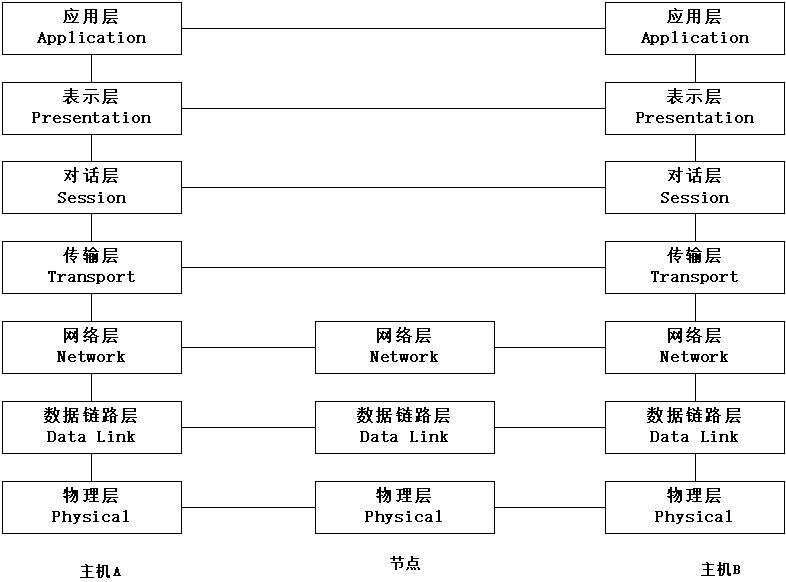 应用层
Application
应用层
Application
表示层
Presentation
表示层
Presentation
对话层
Session
对话层
Session
传输层
Transport
传输层
Transport
网络层
Network
网络层
Network
网络层
Network
数据链路层
Data Link
数据链路层
Data Link
数据链路层
Data Link
物理层
Physical
物理层
Physical
物理层
Physical
主机A
节点
主机B